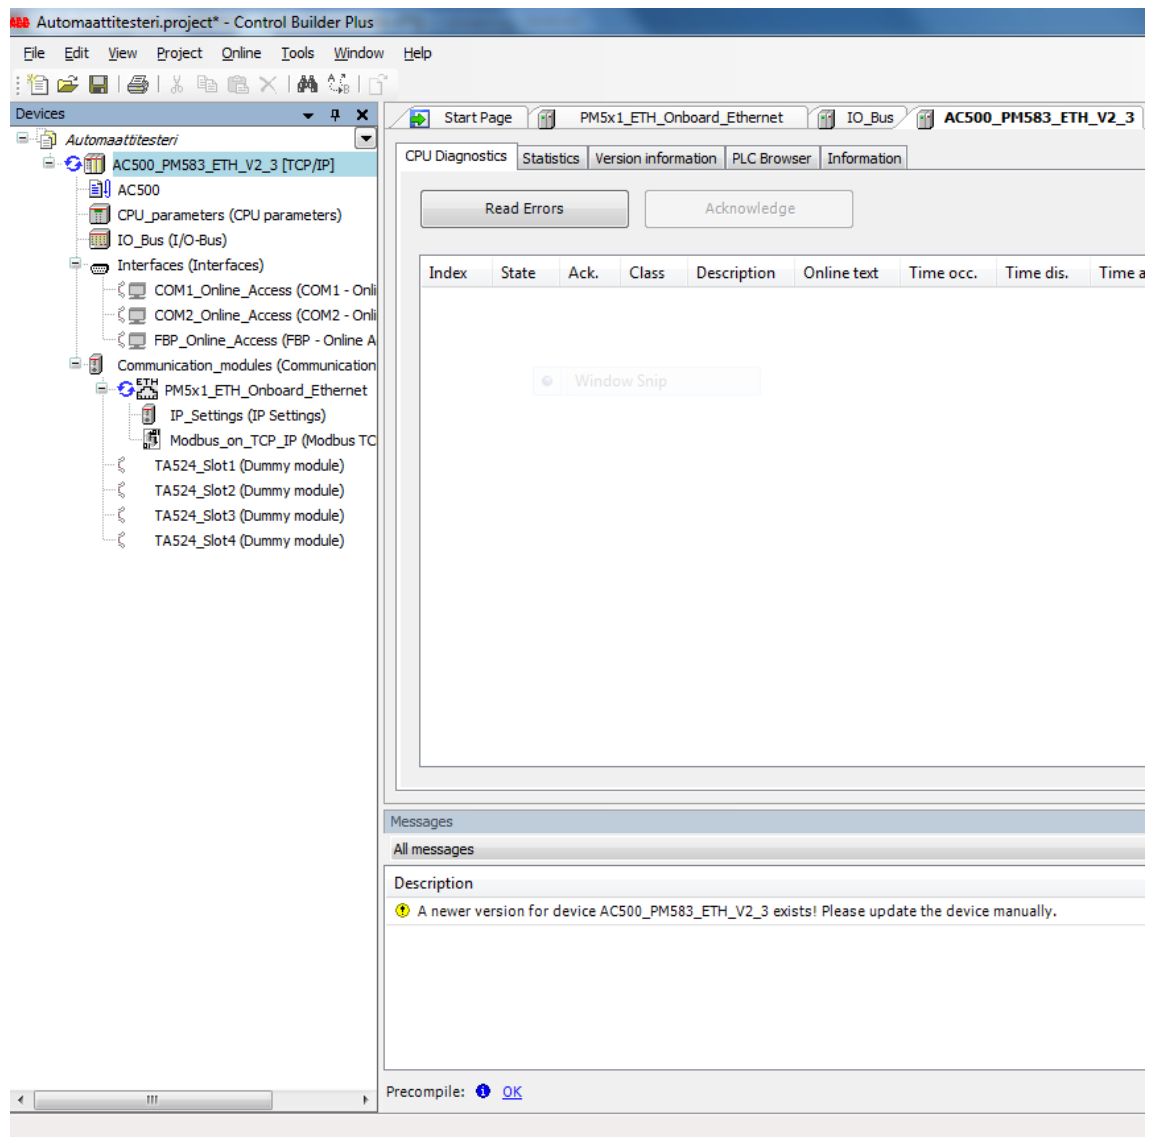 ABB Automaattitesteri.project* - Control Builder Plus
File Edit View Project Online Tools Window Help
Devices
Automaattitesteri
AC500_PM583_ETH_V2_3 [TCP/IP]
AC500
CPU_parameters (CPU parameters)
IO_Bus (I/O-Bus)
Interfaces (Interfaces)
COM1_Online_Access (COM1 - Onli
COM2_Online_Access (COM2 - Onli
FBP_Online_Access (FBP - Online A
Communication_modules (Communication
ETH PM5x1_ETH_Onboard_Ethernet
IP_Settings (IP Settings)
Modbus_on_TCP_IP (Modbus TC
TA524_Slot1 (Dummy module)
TA524_Slot2 (Dummy module)
TA524_Slot3 (Dummy module)
TA524_Slot4 (Dummy module)
Start Page PM5x1_ETH_Onboard_Ethernet IO_Bus AC500_PM583_ETH_V2_3
CPU Diagnostics Statistics Version information PLC Browser Information
Read Errors Acknowledge
Index State Ack. Class Description Online text Time occ. Time dis. Time a
Window Snip
Messages
All messages
Description
A newer version for device AC500_PM583_ETH_V2_3 exists! Please update the device manually.
Precompile: OK